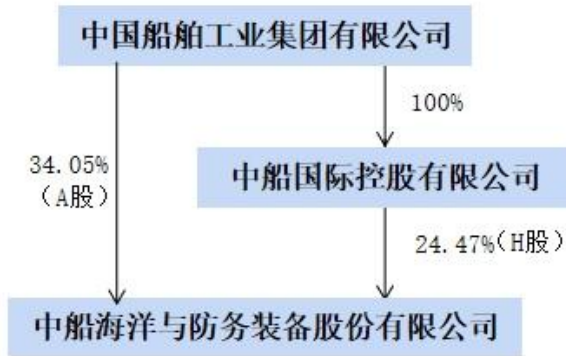 中国船舶工业集团有限公司
100%
34.05%
（A股）
中船国际控股有限公司
24.47%（H股）
中船海洋与防务装备股份有限公司